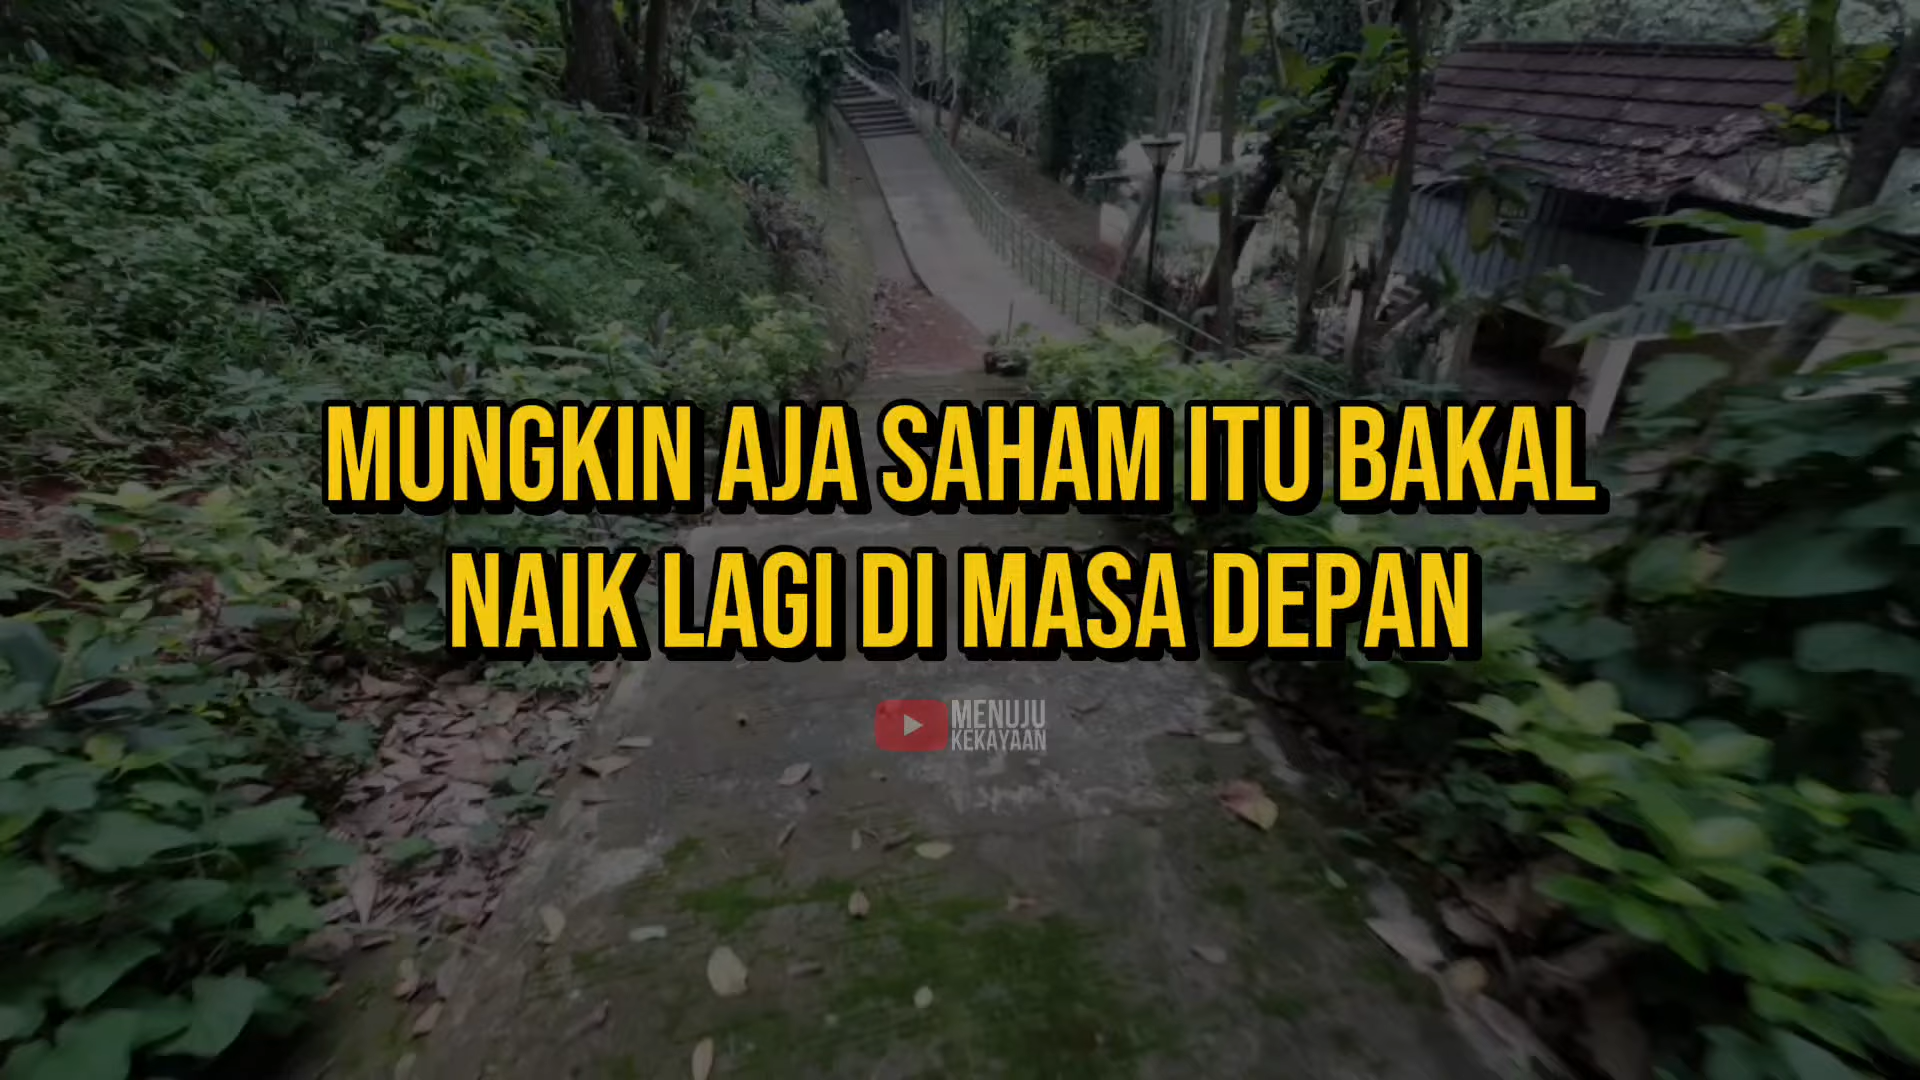 MUNGKIN AJA SAHAM ITU BAKAL
NAIK LAGI DI MASA DEPAN
MENUJU
KEKAYAAN